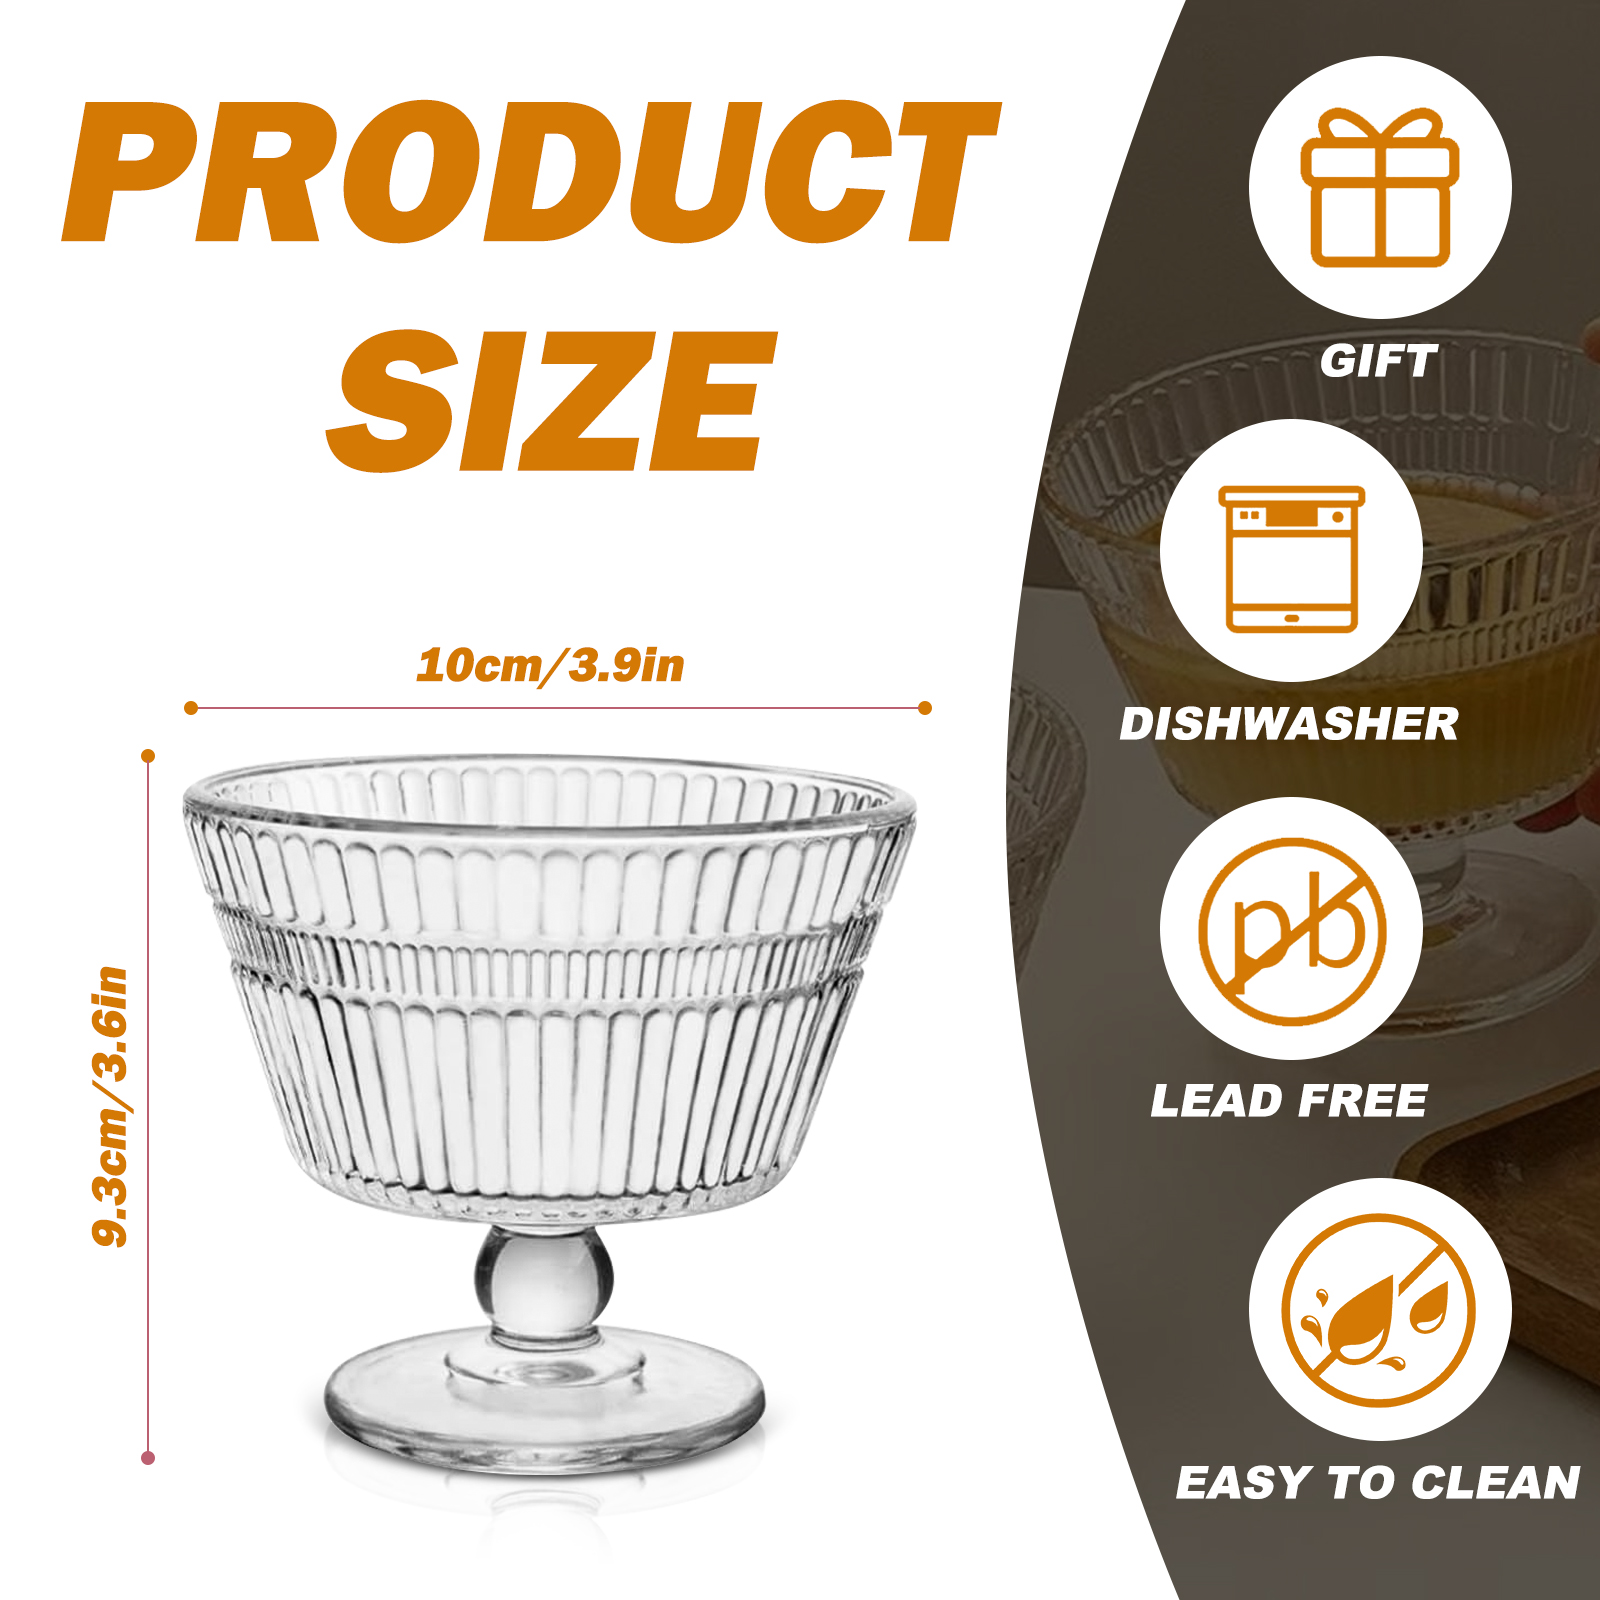 PRODUCT
SIZE
10cm/3.9in
9.3cm/3.6in
GIFT
DISHWASHER
pb
LEAD FREE
EASY TO CLEAN